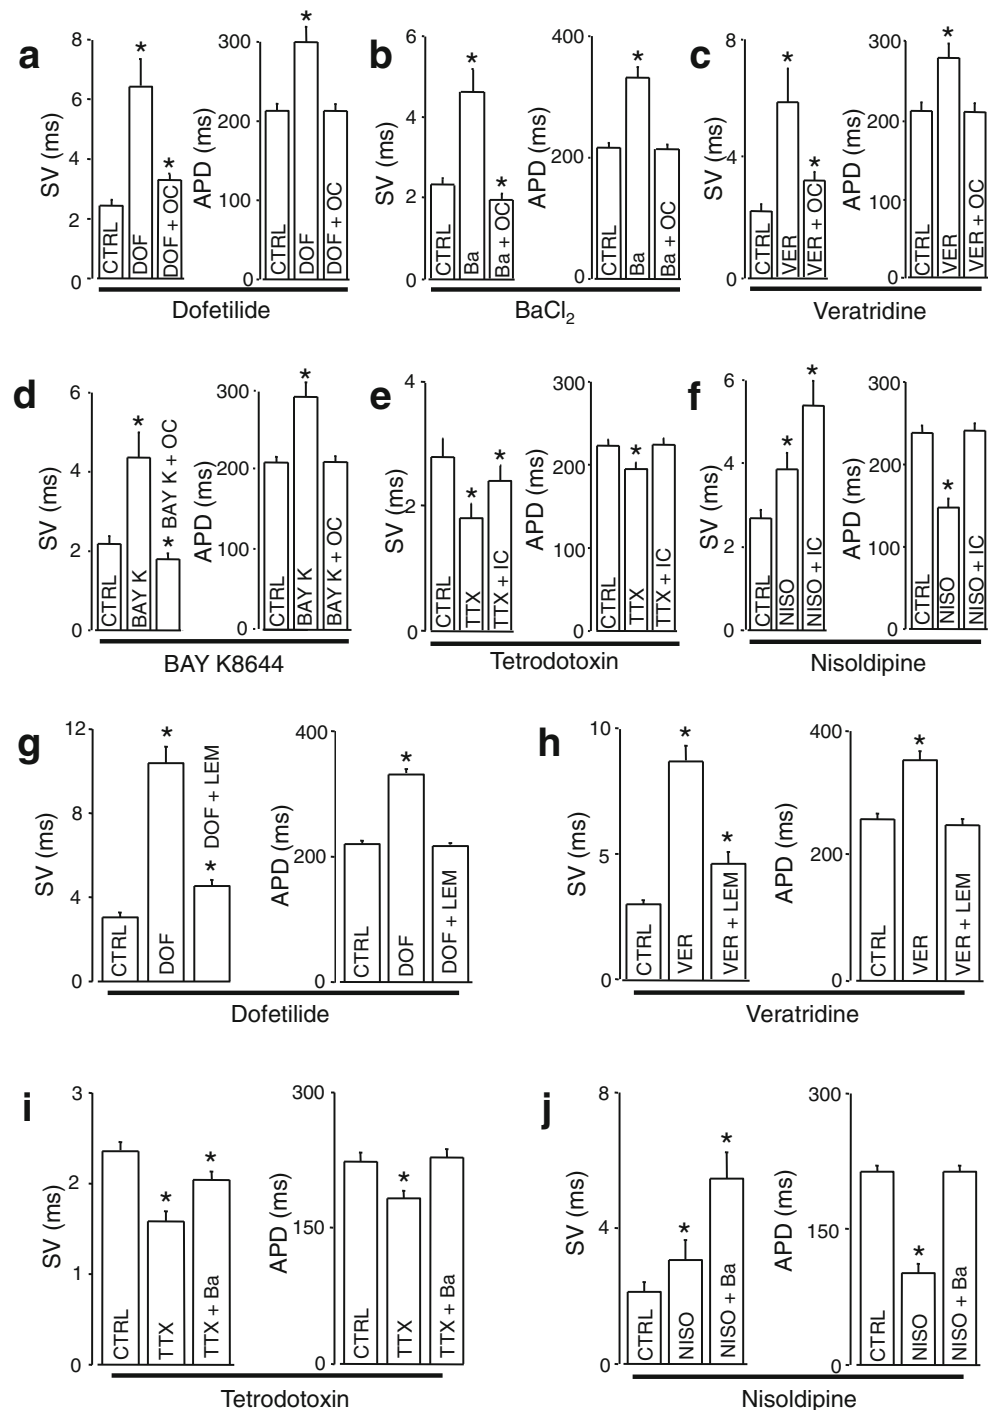 a
SV (ms)
8
6
4
2
0
CTRL
DOF
DOF + OC
*
*
APD (ms)
300
200
100
0
CTRL
DOF
DOF + OC
*
Dofetilide
b
SV (ms)
6
4
2
0
CTRL
Ba
Ba + OC
*
*
APD (ms)
400
200
0
CTRL
Ba
Ba + OC
*
BaCl2
c
SV (ms)
8
4
0
CTRL
VER
VER + OC
*
*
APD (ms)
300
200
100
0
CTRL
VER
VER + OC
*
Veratridine
d
SV (ms)
6
4
2
0
CTRL
BAY K
BAY K + OC
*
*
APD (ms)
300
200
100
0
CTRL
BAY K
BAY K + OC
*
BAY K8644
e
SV (ms)
4
2
0
CTRL
TTX
TTX + IC
*
*
APD (ms)
300
200
100
0
CTRL
TTX
TTX + IC
*
Tetrodotoxin
f
SV (ms)
6
4
2
0
CTRL
NISO
NISO + IC
*
*
APD (ms)
300
200
100
0
CTRL
NISO
NISO + IC
*
Nisoldipine
g
SV (ms)
12
8
4
0
CTRL
DOF
DOF + LEM
*
*
APD (ms)
400
200
0
CTRL
DOF
DOF + LEM
*
Dofetilide
h
SV (ms)
10
5
0
CTRL
VER
VER + LEM
*
*
APD (ms)
400
200
0
CTRL
VER
VER + LEM
*
Veratridine
i
SV (ms)
3
2
1
0
CTRL
TTX
TTX + Ba
*
*
APD (ms)
300
150
0
CTRL
TTX
TTX + Ba
*
Tetrodotoxin
j
SV (ms)
8
4
0
CTRL
NISO
NISO + Ba
*
*
APD (ms)
300
150
0
CTRL
NISO
NISO + Ba
*
Nisoldipine